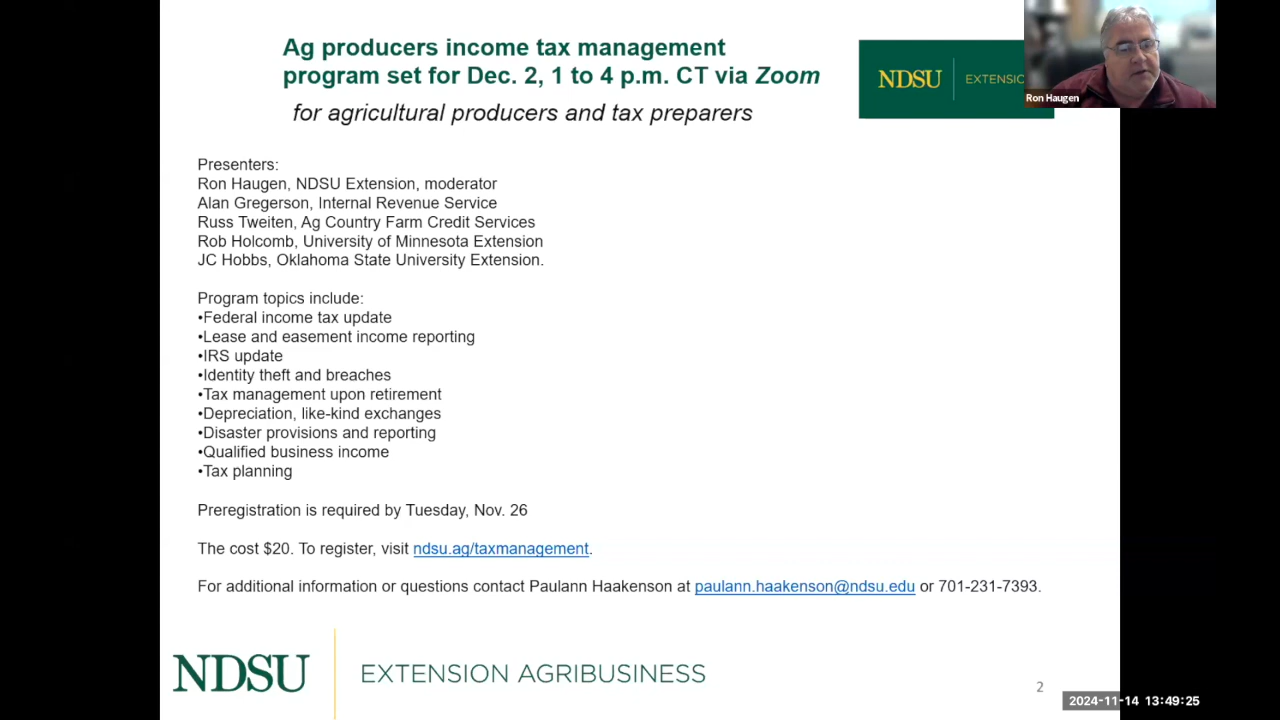 Ag producers income tax management
program set for Dec. 2, 1 to 4 p.m. CT via Zoom
for agricultural producers and tax preparers
NDSU
Ron Haugen
Presenters:
Ron Haugen, NDSU Extension, moderator
Alan Gregerson, Internal Revenue Service
Russ Tweiten, Ag Country Farm Credit Services
Rob Holcomb, University of Minnesota Extension
JC Hobbs, Oklahoma State University Extension.
Program topics include:
•Federal income tax update
•Lease and easement income reporting
•IRS update
•Identity theft and breaches
•Tax management upon retirement
•Depreciation, like-kind exchanges
•Disaster provisions and reporting
•Qualified business income
•Tax planning
Preregistration is required by Tuesday, Nov. 26
The cost $20. To register, visit ndsu.ag/taxmanagement.
For additional information or questions contact Paulann Haakenson at paulann.haakenson@ndsu.edu or 701-231-7393.
NDSU EXTENSION AGRIBUSINESS
2
2024-11-14 13:49:25